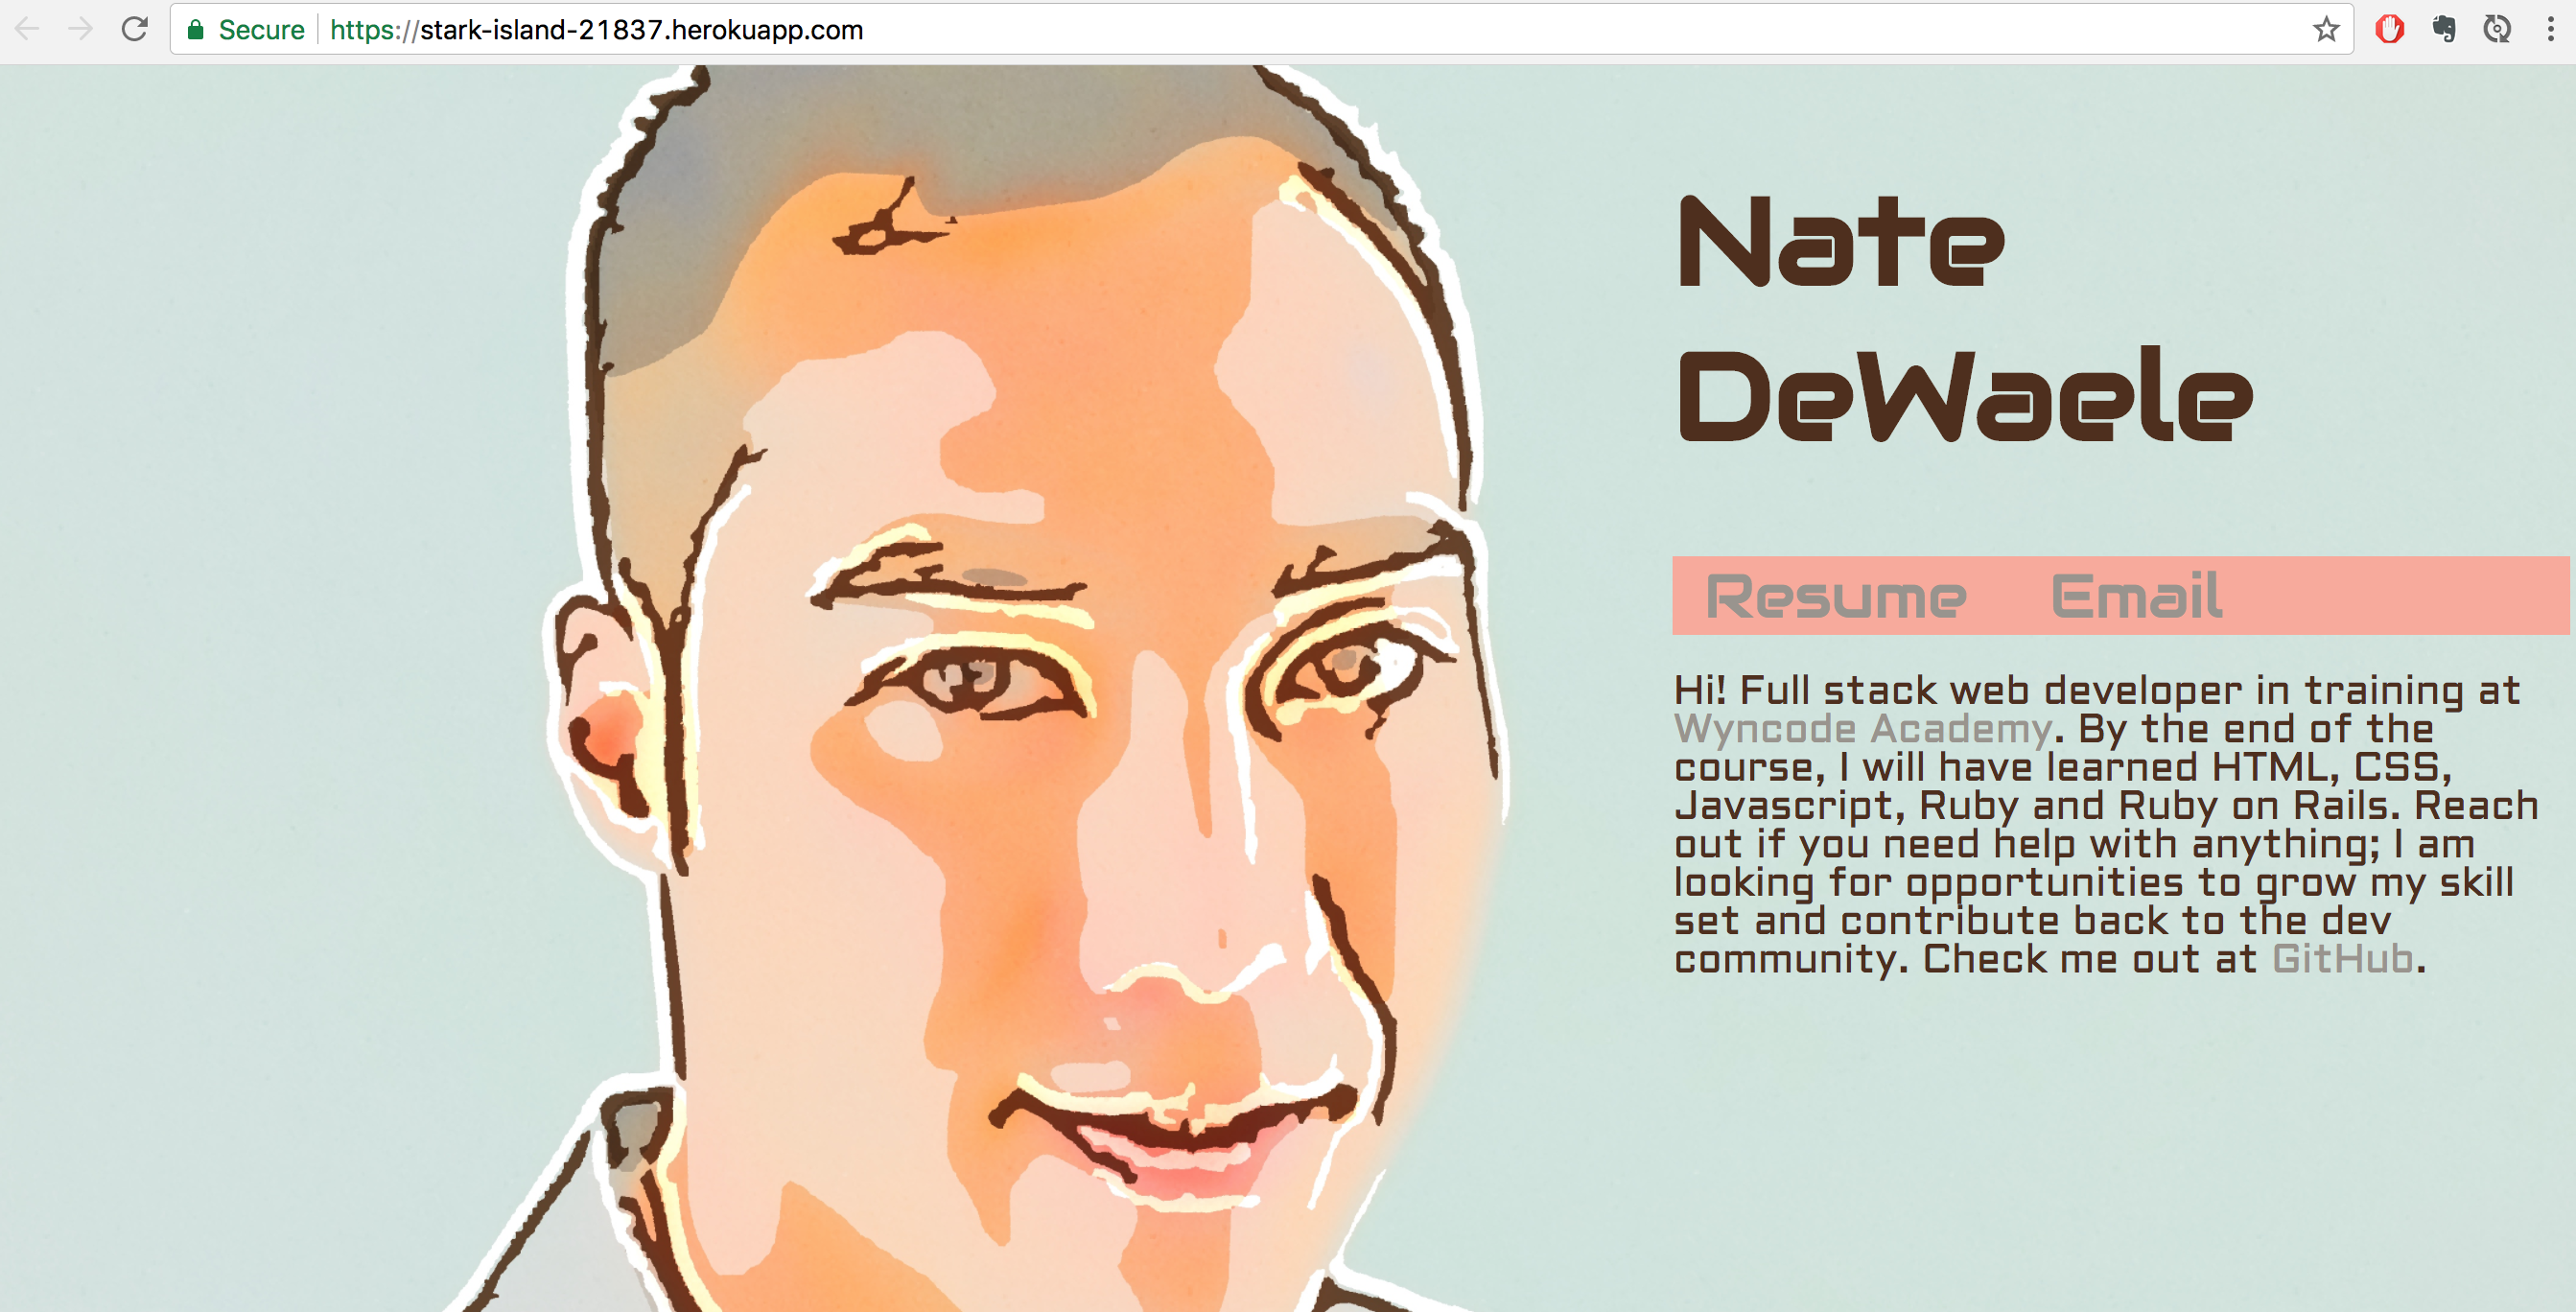 Secure https://stark-island-21837.herokuapp.com
Nate
DeWaele
Resume Email
Hi! Full stack web developer in training at
Wyncode Academy. By the end of the
course, I will have learned HTML, CSS,
Javascript, Ruby and Ruby on Rails. Reach
out if you need help with anything; I am
looking for opportunities to grow my skill
set and contribute back to the dev
community. Check me out at GitHub.